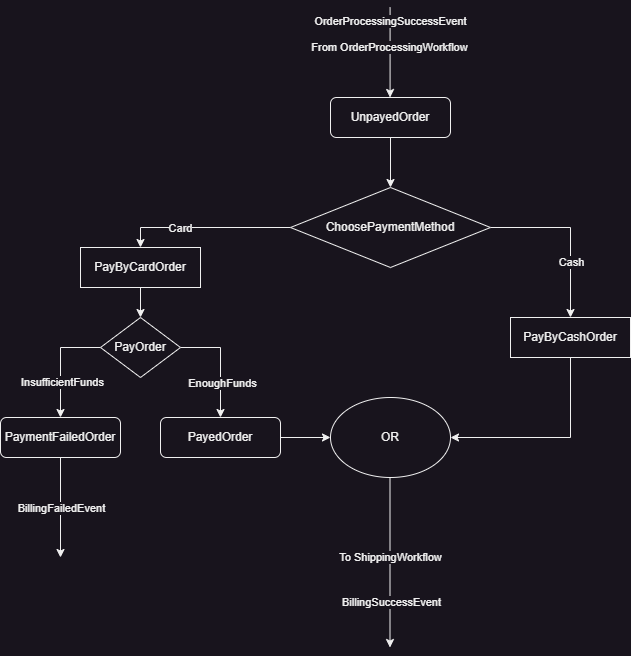 OrderProcessingSuccessEvent
From OrderProcessingWorkflow
UnpayedOrder
ChoosePaymentMethod
Card
Cash
PayByCardOrder
PayByCashOrder
PayOrder
InsufficientFunds
EnoughFunds
PaymentFailedOrder
PayedOrder
OR
BillingFailedEvent
To ShippingWorkflow
BillingSuccessEvent